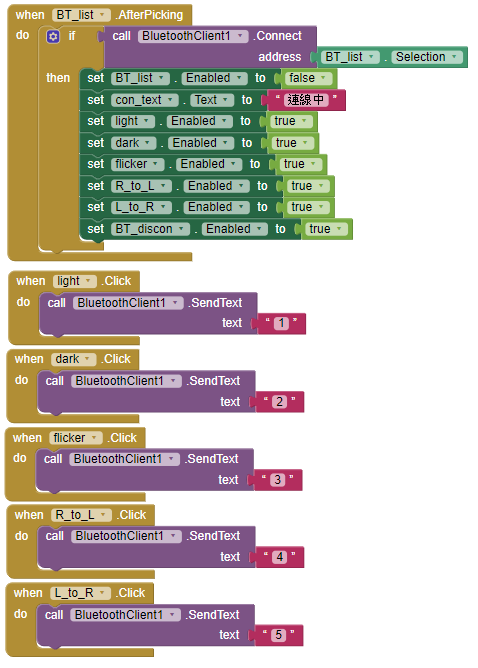 when BT_list .AfterPicking
do if call BluetoothClient1 .Connect
address BT_list . Selection
then set BT_list . Enabled to false
set con_text . Text to "連線中"
set light . Enabled to true
set dark . Enabled to true
set flicker . Enabled to true
set R_to_L . Enabled to true
set L_to_R . Enabled to true
set BT_discon . Enabled to true
when light .Click
do call BluetoothClient1 .SendText
text "1"
when dark .Click
do call BluetoothClient1 .SendText
text "2"
when flicker .Click
do call BluetoothClient1 .SendText
text "3"
when R_to_L .Click
do call BluetoothClient1 .SendText
text "4"
when L_to_R .Click
do call BluetoothClient1 .SendText
text "5"